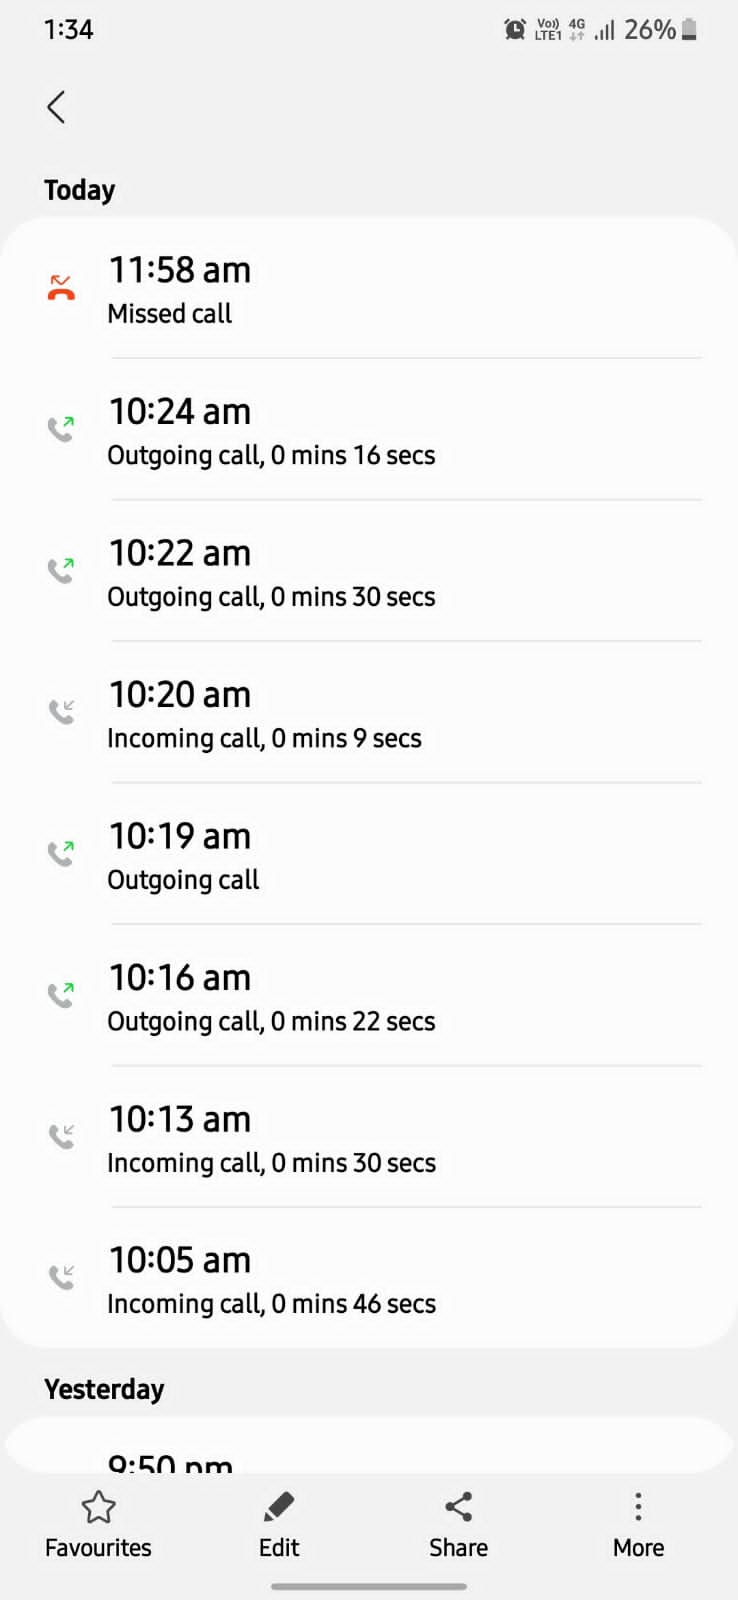 1:34 Vo)) LTE1 4G 26%
Today
11:58 am
Missed call
10:24 am
Outgoing call, 0 mins 16 secs
10:22 am
Outgoing call, 0 mins 30 secs
10:20 am
Incoming call, 0 mins 9 secs
10:19 am
Outgoing call
10:16 am
Outgoing call, 0 mins 22 secs
10:13 am
Incoming call, 0 mins 30 secs
10:05 am
Incoming call, 0 mins 46 secs
Yesterday
9:50 pm
Favourites Edit Share More